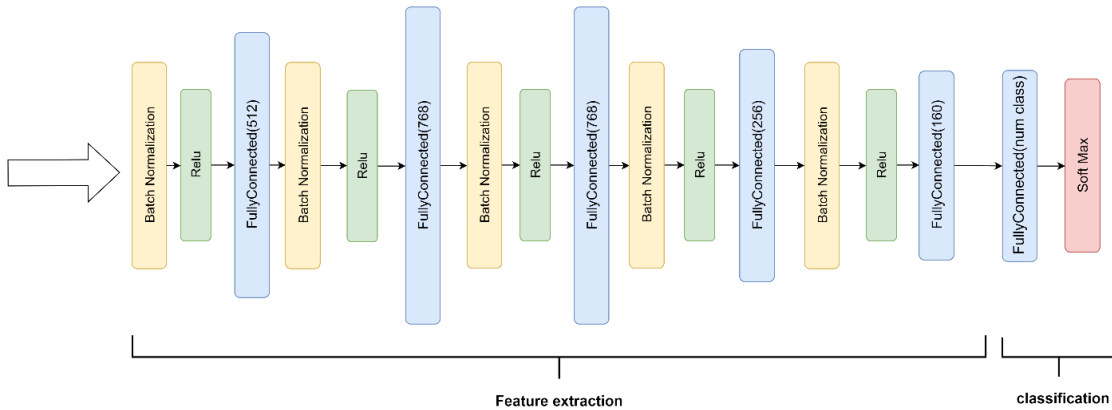 Batch Normalization
Relu
FullyConnected(512)
Batch Normalization
Relu
FullyConnected(768)
Batch Normalization
Relu
FullyConnected(768)
Batch Normalization
Relu
FullyConnected(256)
Batch Normalization
Relu
FullyConnected(160)
FullyConnected(num class)
Soft Max
Feature extraction
classification